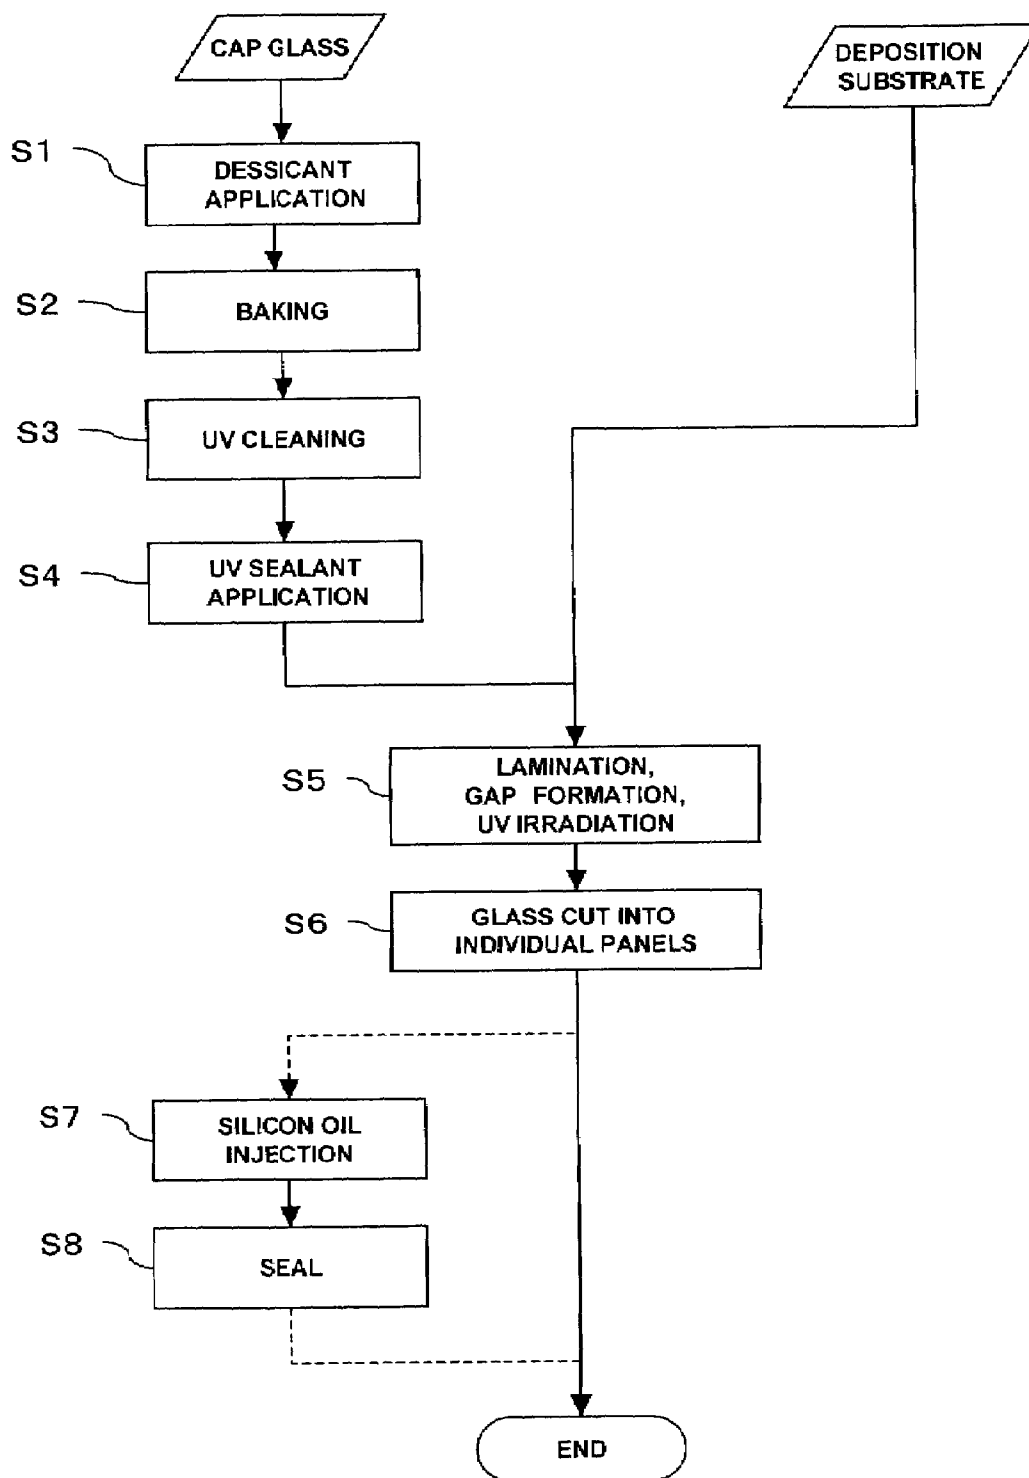 CAP GLASS
DEPOSITION
SUBSTRATE
S1
DESSICANT
APPLICATION
S2
BAKING
S3
UV CLEANING
S4
UV SEALANT
APPLICATION
S5
LAMINATION,
GAP FORMATION,
UV IRRADIATION
S6
GLASS CUT INTO
INDIVIDUAL PANELS
S7
SILICON OIL
INJECTION
S8
SEAL
END